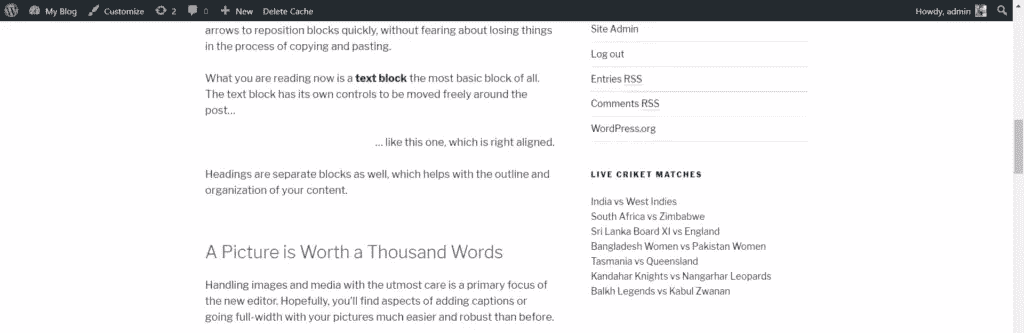 My Blog Customize 2 0 New Delete Cache Howdy, admin
arrows to reposition blocks quickly, without fearing about losing things
in the process of copying and pasting.
What you are reading now is a text block the most basic block of all.
The text block has its own controls to be moved freely around the
post…
… like this one, which is right aligned.
Headings are separate blocks as well, which helps with the outline and
organization of your content.
A Picture is Worth a Thousand Words
Handling images and media with the utmost care is a primary focus of
the new editor. Hopefully, you'll find aspects of adding captions or
going full-width with your pictures much easier and robust than before.
Site Admin
Log out
Entries RSS
Comments RSS
WordPress.org
LIVE CRIKET MATCHES
India vs West Indies
South Africa vs Zimbabwe
Sri Lanka Board XI vs England
Bangladesh Women vs Pakistan Women
Tasmania vs Queensland
Kandahar Knights vs Nangarhar Leopards
Balkh Legends vs Kabul Zwanan